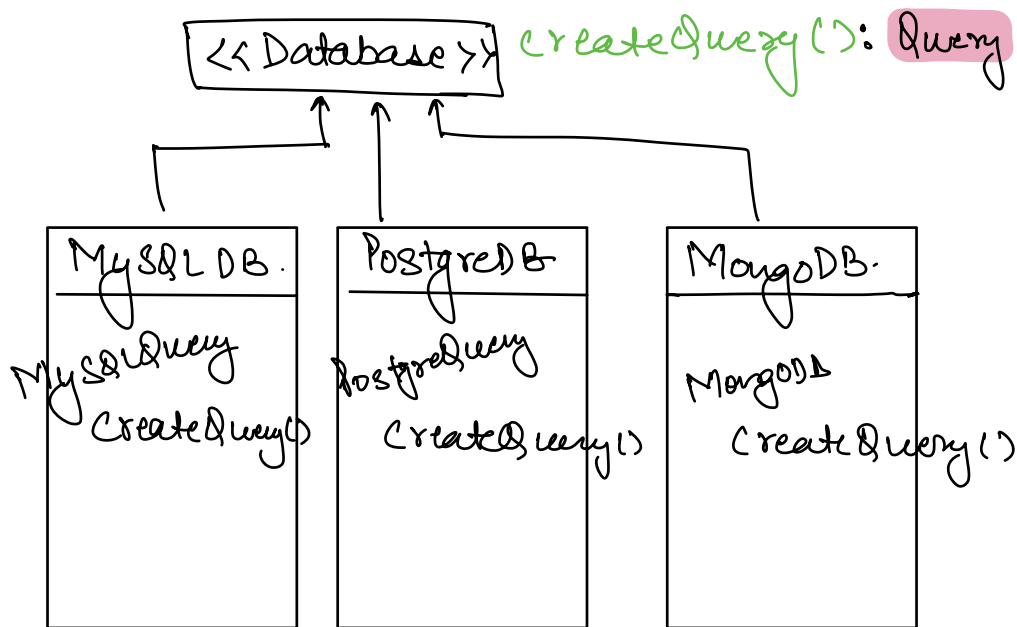 <<Database>> createQuery(): Query
MySQLDB. PostgreDB MongoDB.
MySQLQuery PostgreQuery MongoDB
CreateQuery() CreateQuery() CreateQuery()